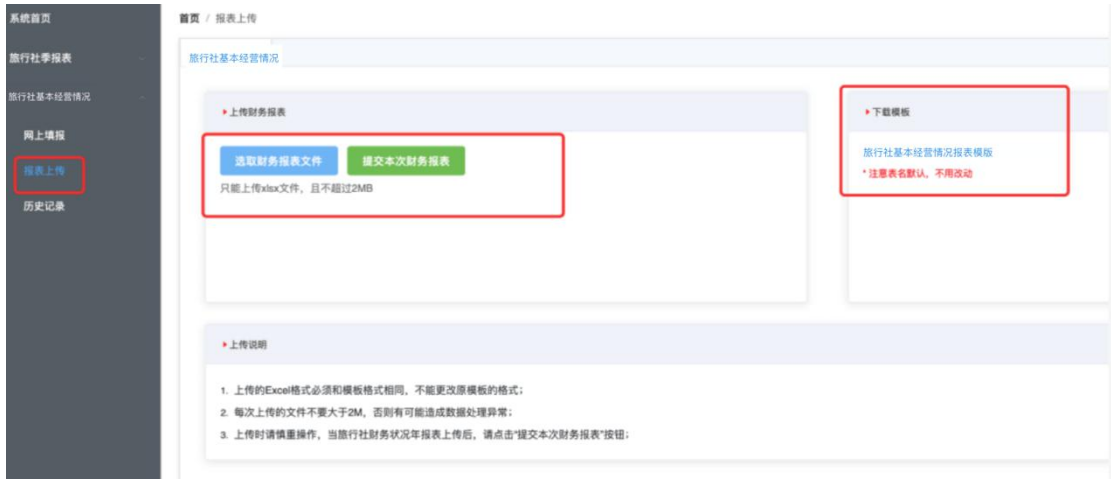 系统首页
旅行社季报表
旅行社基本经营情况
网上填报
报表上传
历史记录
首页 / 报表上传
旅行社基本经营情况
上传财务报表
选取财务报表文件
提交本次财务报表
只能上传xlsx文件，且不超过2MB
下载模板
旅行社基本经营情况报表模版
* 注意表名默认，不用改动
上传说明
1. 上传的Excel格式必须和模板格式相同，不能更改原模板的格式；
2. 每次上传的文件不要大于2M，否则有可能造成数据处理异常；
3. 上传时请慎重操作，当旅行社财务状况年报表上传后，请点击"提交本次财务报表"按钮；